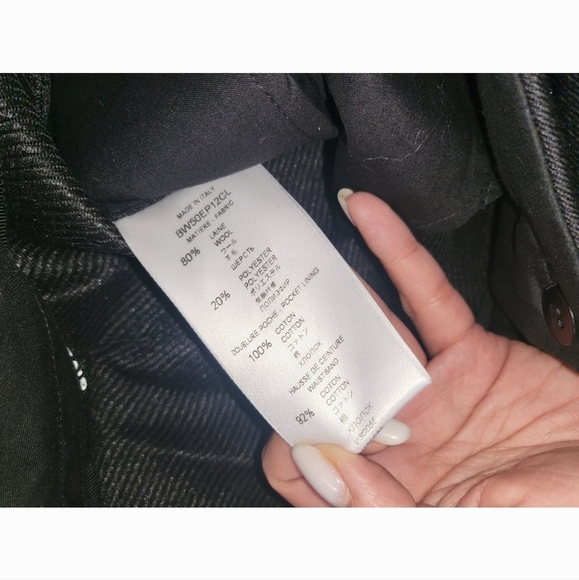 MADE IN ITALY
BW50EP12CL
MATIERE - FABRIC
80% LAINE
WOOL
ウール
羊毛
ШЕРСТЬ
20% POLYESTER
POLYESTER
ポリエステル
聚酯纤维
ПОЛИЭФИР
DOUBLURE POCHE - POCKET LINING
100% COTON
COTTON
コットン
棉
ХЛОПОК
HAUSSE DE CEINTURE
WAISTBAND
92% COTON
COTTON
コットン
棉
ХЛОПОК